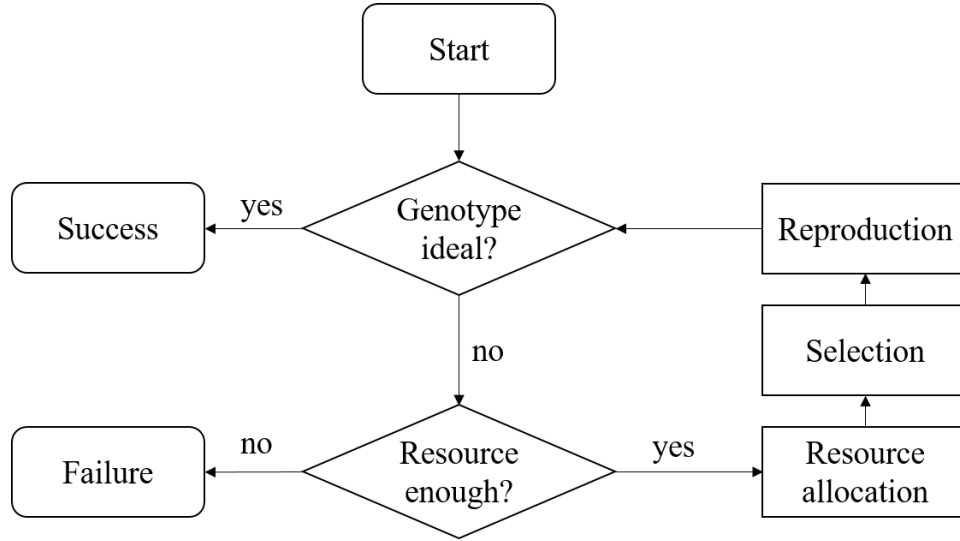 Start
Success
yes
Genotype
ideal?
Reproduction
no
Selection
Failure
no
Resource
enough?
yes
Resource
allocation